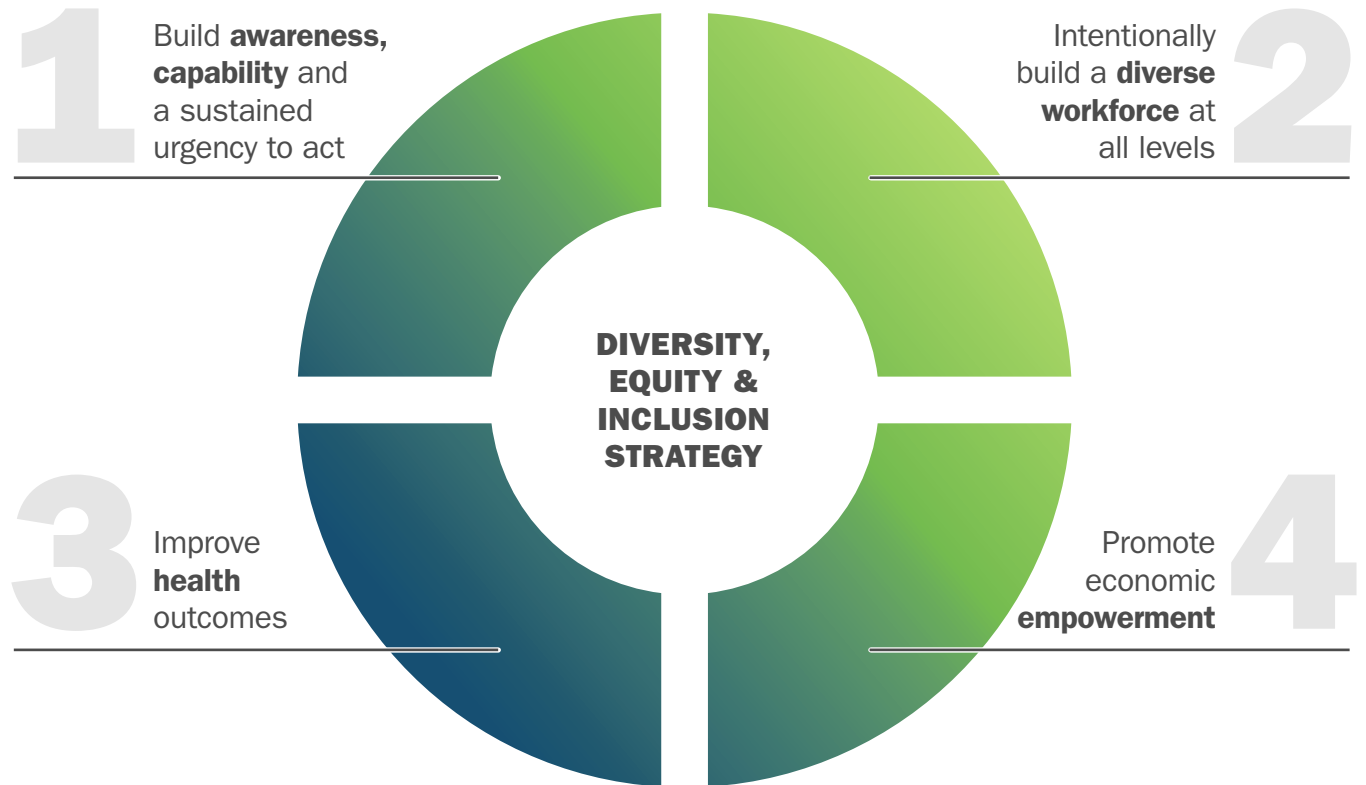 1
Build awareness,
capability and
a sustained
urgency to act
2
Intentionally
build a diverse
workforce at
all levels
DIVERSITY,
EQUITY &
INCLUSION
STRATEGY
3
Improve
health
outcomes
4
Promote
economic
empowerment